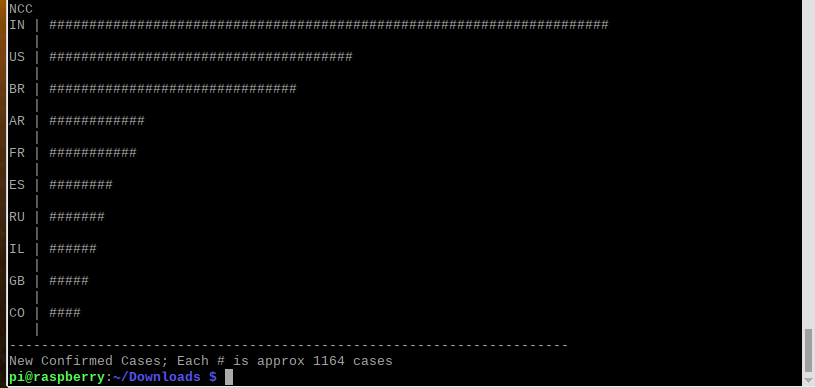 NCC
IN | ######################################################################
   |
US | ######################################
   |
BR | ###############################
   |
AR | ############
   |
FR | ###########
   |
ES | ########
   |
RU | #######
   |
IL | ######
   |
GB | #####
   |
CO | ####
   |
----------------------------------------------------------------------
New Confirmed Cases; Each # is approx 1164 cases
pi@raspberry:~/Downloads $